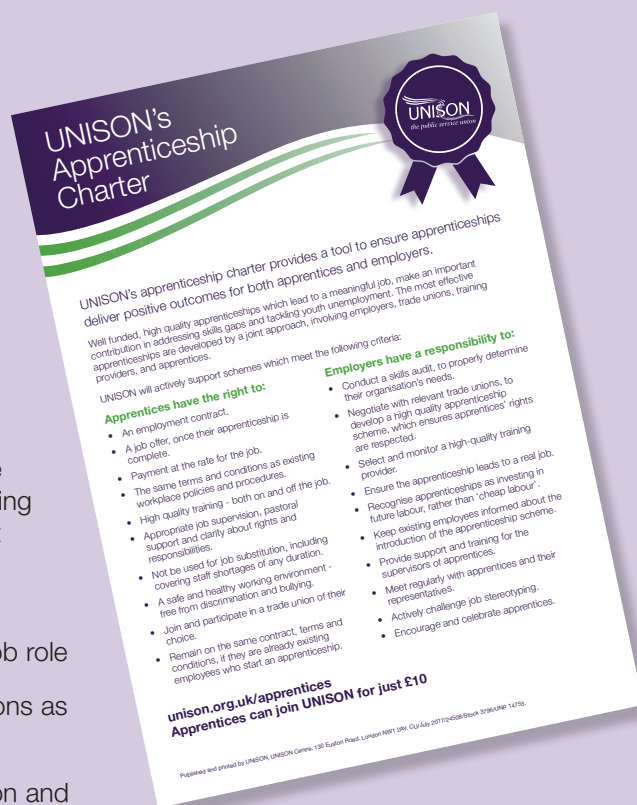 UNISON's
Apprenticeship
Charter
UNISON
the public service union
UNISON's apprenticeship charter provides a tool to ensure apprenticeships
deliver positive outcomes for both apprentices and employers.
Well funded, high quality apprenticeships which lead to a meaningful job, make an important
contribution in addressing skills gaps and tackling youth unemployment. The most effective
apprenticeships are developed by a joint approach, involving employers, trade unions, training
providers, and apprentices.
UNISON will actively support schemes which meet the following criteria:
Apprentices have the right to:
• An employment contract.
• A job offer, once their apprenticeship is
complete.
• Payment at the rate for the job.
• The same terms and conditions as existing
workplace policies and procedures.
• High quality training - both on and off the job.
• Appropriate job supervision, pastoral
support and clarity about rights and
responsibilities.
• Not be used for job substitution, including
covering staff shortages of any duration.
• A safe and healthy working environment -
free from discrimination and bullying.
• Join and participate in a trade union of their
choice.
• Remain on the same contract, terms and
conditions, if they are already existing
employees who start an apprenticeship.
Employers have a responsibility to:
• Conduct a skills audit, to properly determine
their organisation's needs.
• Negotiate with relevant trade unions, to
develop a high quality apprenticeship
scheme, which ensures apprentices' rights
are respected.
• Select and monitor a high-quality training
provider.
• Ensure the apprenticeship leads to a real job.
• Recognise apprenticeships as investing in
future labour, rather than 'cheap labour'.
• Keep existing employees informed about the
introduction of the apprenticeship scheme.
• Provide support and training for the
supervisors of apprentices.
• Meet regularly with apprentices and their
representatives.
• Actively challenge job stereotyping.
• Encourage and celebrate apprentices.
unison.org.uk/apprentices
Apprentices can join UNISON for just £10
Published and printed by UNISON, UNISON Centre, 130 Euston Road, London NW1 2AY. CU/July 2017/24508/Stock 3796/UNP 14753.
ing
ob role
ons as
on and